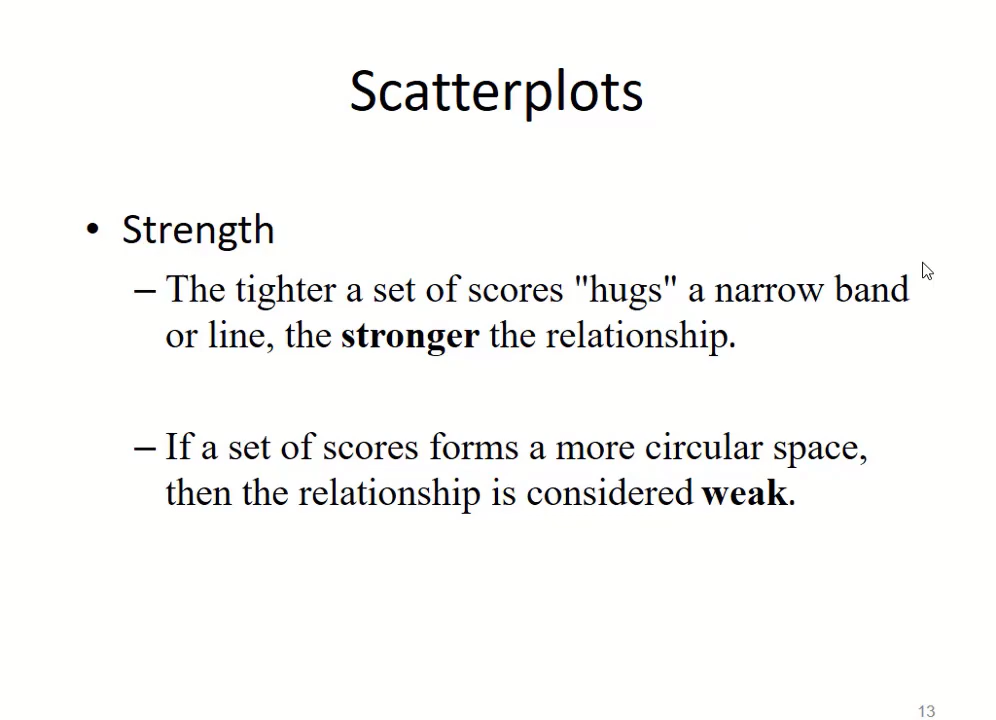 Scatterplots
• Strength
– The tighter a set of scores "hugs" a narrow band
or line, the stronger the relationship.
– If a set of scores forms a more circular space,
then the relationship is considered weak.
13